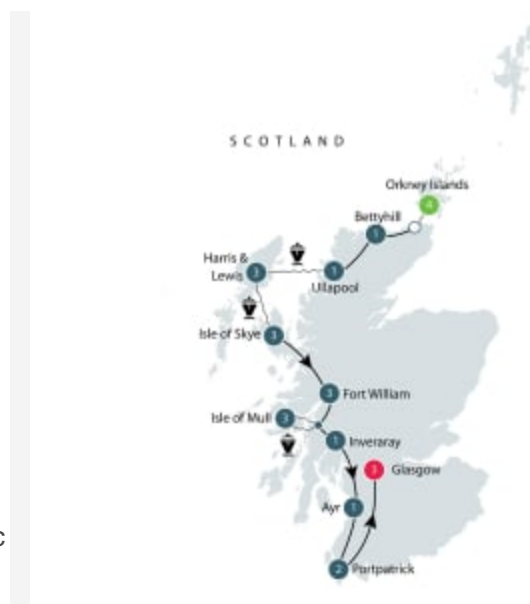 SCOTLAND
Orkney Islands
4
Bettyhill
1
Harris &
Lewis
3
1
Ullapool
Isle of Skye
3
Fort William
Isle of Mull
3
1
Inveraray
3
Glasgow
Ayr
1
2
Portpatrick
c